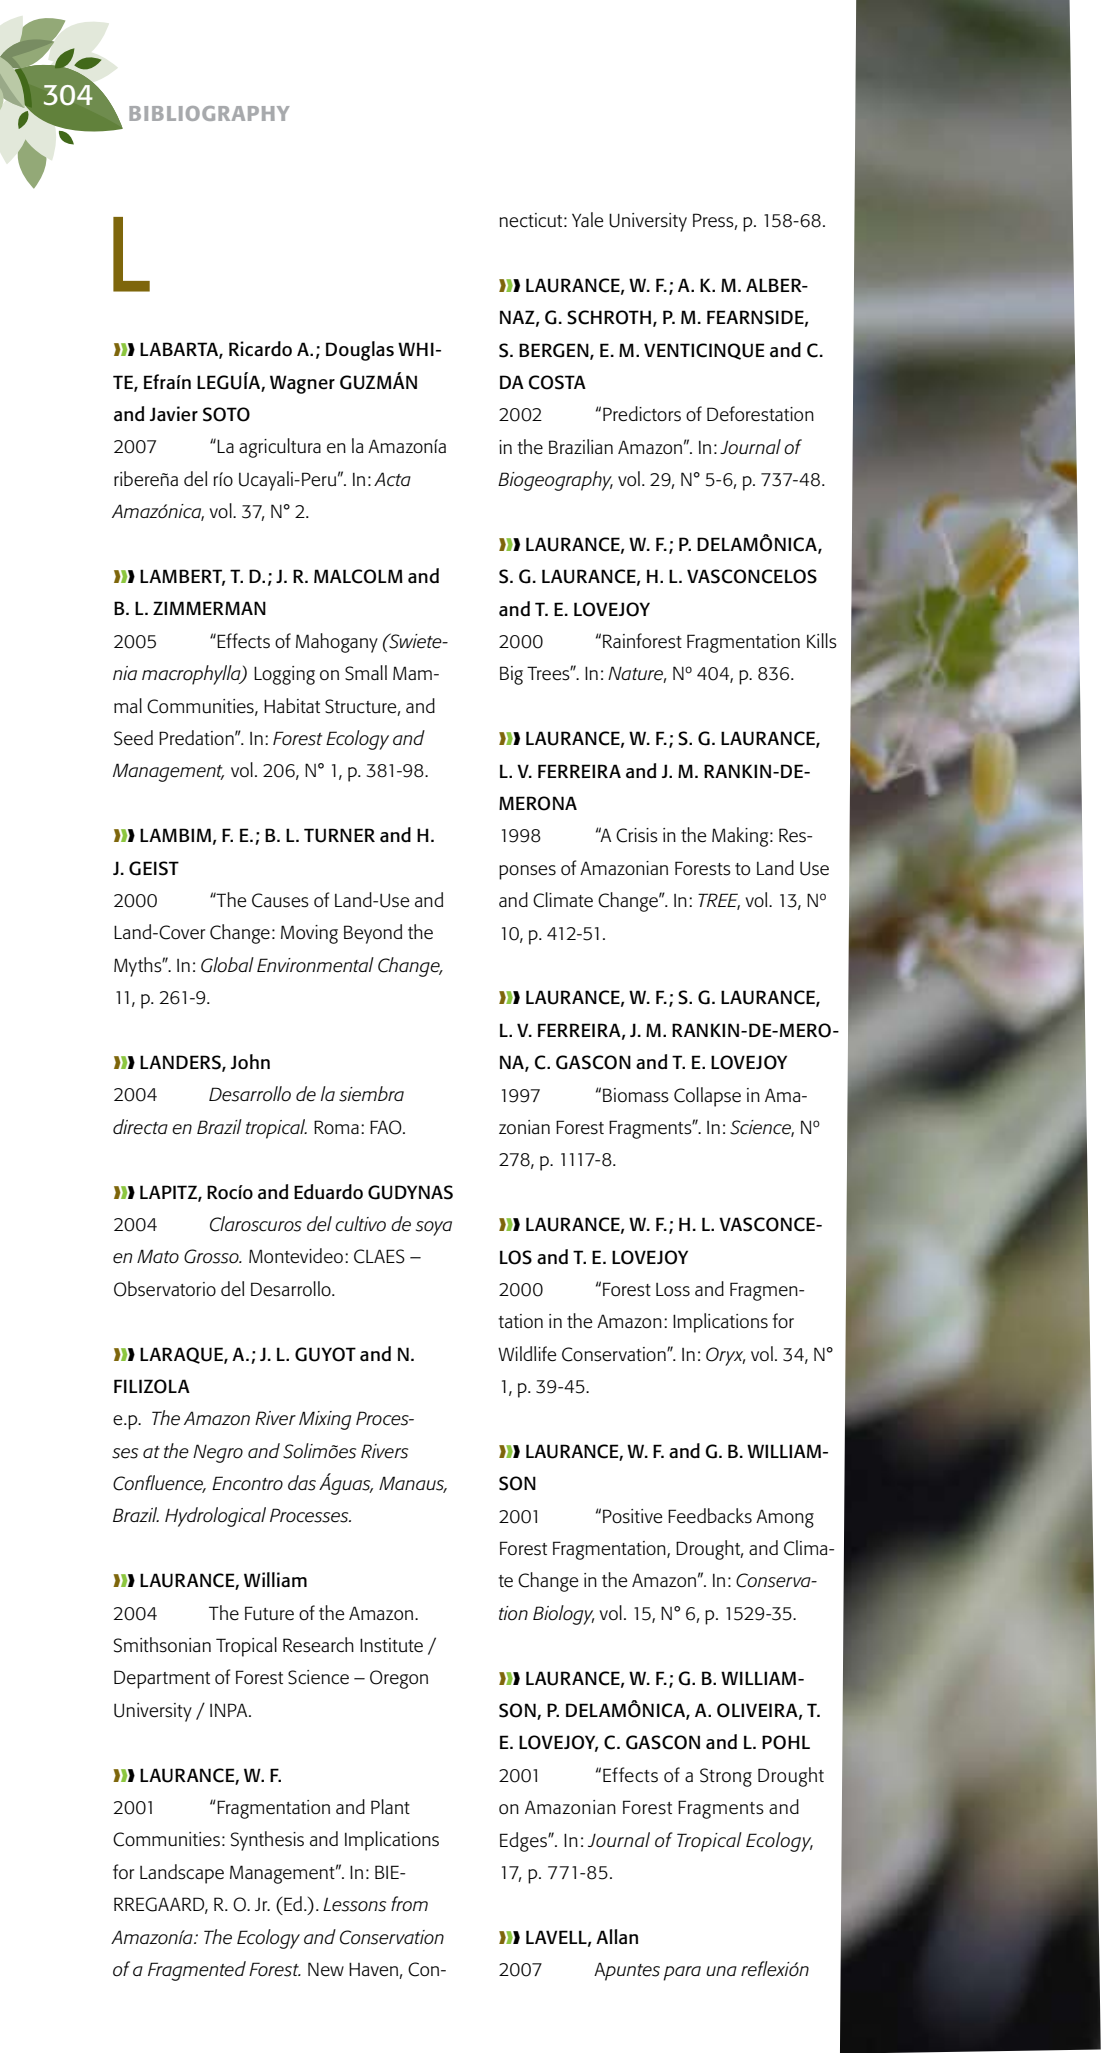 304
BIBLIOGRAPHY
L
LABARTA, Ricardo A.; Douglas WHI-
TE, Efraín LEGUÍA, Wagner GUZMÁN
and Javier SOTO
2007 “La agricultura en la Amazonía
ribereña del río Ucayali-Peru”. In: Acta
Amazónica, vol. 37, N° 2.
LAMBERT, T. D.; J. R. MALCOLM and
B. L. ZIMMERMAN
2005 “Effects of Mahogany (Swiete-
nia macrophylla) Logging on Small Mam-
mal Communities, Habitat Structure, and
Seed Predation”. In: Forest Ecology and
Management, vol. 206, N° 1, p. 381-98.
LAMBIM, F. E.; B. L. TURNER and H.
J. GEIST
2000 “The Causes of Land-Use and
Land-Cover Change: Moving Beyond the
Myths”. In: Global Environmental Change,
11, p. 261-9.
LANDERS, John
2004 Desarrollo de la siembra
directa en Brazil tropical. Roma: FAO.
LAPITZ, Rocío and Eduardo GUDYNAS
2004 Claroscuros del cultivo de soya
en Mato Grosso. Montevideo: CLAES –
Observatorio del Desarrollo.
LARAQUE, A.; J. L. GUYOT and N.
FILIZOLA
e.p. The Amazon River Mixing Proces-
ses at the Negro and Solimões Rivers
Confluence, Encontro das Águas, Manaus,
Brazil. Hydrological Processes.
LAURANCE, William
2004 The Future of the Amazon.
Smithsonian Tropical Research Institute /
Department of Forest Science – Oregon
University / INPA.
LAURANCE, W. F.
2001 “Fragmentation and Plant
Communities: Synthesis and Implications
for Landscape Management”. In: BIE-
RREGAARD, R. O. Jr. (Ed.). Lessons from
Amazonía: The Ecology and Conservation
of a Fragmented Forest. New Haven, Con-
necticut: Yale University Press, p. 158-68.
LAURANCE, W. F.; A. K. M. ALBER-
NAZ, G. SCHROTH, P. M. FEARNSIDE,
S. BERGEN, E. M. VENTICINQUE and C.
DA COSTA
2002 “Predictors of Deforestation
in the Brazilian Amazon”. In: Journal of
Biogeography, vol. 29, N° 5-6, p. 737-48.
LAURANCE, W. F.; P. DELAMÔNICA,
S. G. LAURANCE, H. L. VASCONCELOS
and T. E. LOVEJOY
2000 “Rainforest Fragmentation Kills
Big Trees”. In: Nature, Nº 404, p. 836.
LAURANCE, W. F.; S. G. LAURANCE,
L. V. FERREIRA and J. M. RANKIN-DE-
MERONA
1998 “A Crisis in the Making: Res-
ponses of Amazonian Forests to Land Use
and Climate Change”. In: TREE, vol. 13, Nº
10, p. 412-51.
LAURANCE, W. F.; S. G. LAURANCE,
L. V. FERREIRA, J. M. RANKIN-DE-MERO-
NA, C. GASCON and T. E. LOVEJOY
1997 “Biomass Collapse in Ama-
zonian Forest Fragments”. In: Science, Nº
278, p. 1117-8.
LAURANCE, W. F.; H. L. VASCONCE-
LOS and T. E. LOVEJOY
2000 “Forest Loss and Fragmen-
tation in the Amazon: Implications for
Wildlife Conservation”. In: Oryx, vol. 34, N°
1, p. 39-45.
LAURANCE, W. F. and G. B. WILLIAM-
SON
2001 “Positive Feedbacks Among
Forest Fragmentation, Drought, and Clima-
te Change in the Amazon”. In: Conserva-
tion Biology, vol. 15, N° 6, p. 1529-35.
LAURANCE, W. F.; G. B. WILLIAM-
SON, P. DELAMÔNICA, A. OLIVEIRA, T.
E. LOVEJOY, C. GASCON and L. POHL
2001 “Effects of a Strong Drought
on Amazonian Forest Fragments and
Edges”. In: Journal of Tropical Ecology,
17, p. 771-85.
LAVELL, Allan
2007 Apuntes para una reflexión